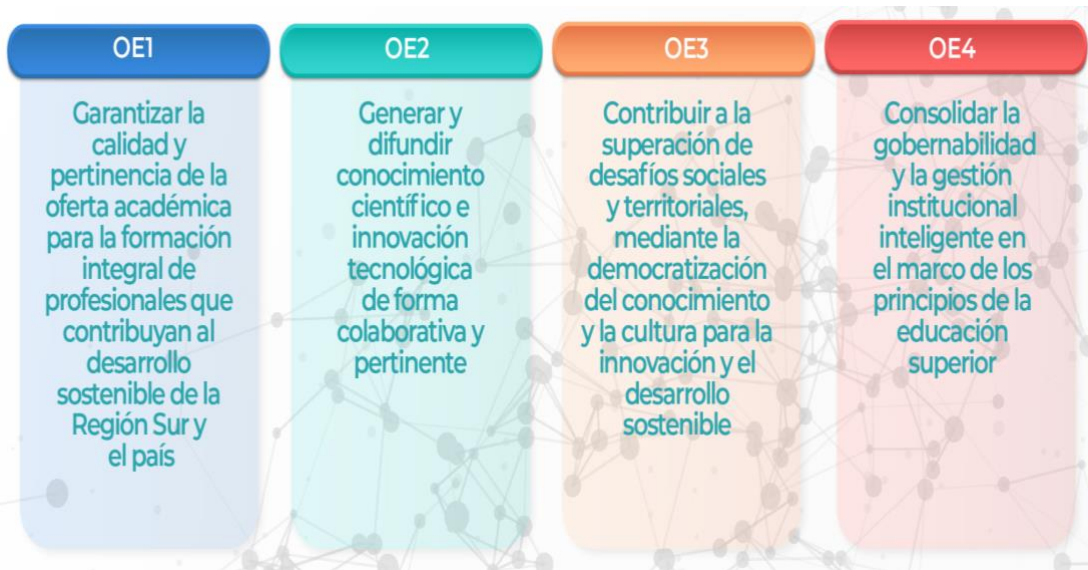 OE1
Garantizar la
calidad y
pertinencia de la
oferta académica
para la formación
integral de
profesionales que
contribuyan al
desarrollo
sostenible de la
Región Sur y
el país
OE2
Generar y
difundir
conocimiento
científico e
innovación
tecnológica
de forma
colaborativa y
pertinente
OE3
Contribuir a la
superación de
desafíos sociales
y territoriales,
mediante la
democratización
del conocimiento
y la cultura para la
innovación y el
desarrollo
sostenible
OE4
Consolidar la
gobernabilidad
y la gestión
institucional
inteligente en
el marco de los
principios de la
educación
superior